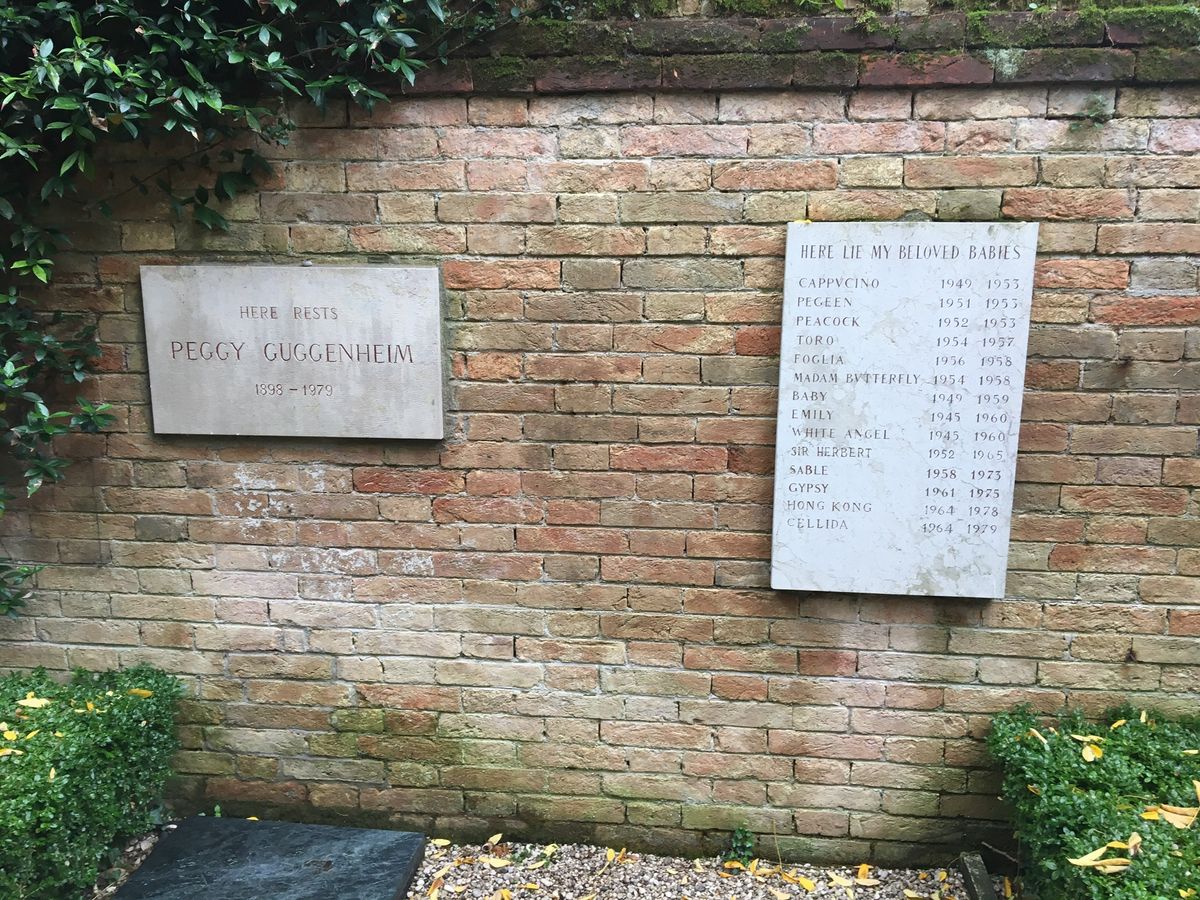 HERE RESTS
PEGGY GUGGENHEIM
1898 – 1979
HERE LIE MY BELOVED BABIES
CAPPVCINO 1949 1953
PEGEEN 1951 1953
PEACOCK 1952 1953
TORO 1954 1957
FOGLIA 1956 1958
MADAM BVTTERFLY 1954 1958
BABY 1949 1959
EMILY 1945 1960
WHITE ANGEL 1945 1960
SIR HERBERT 1952 1965
SABLE 1958 1973
GYPSY 1961 1975
HONG KONG 1964 1978
CELLIDA 1964 1979